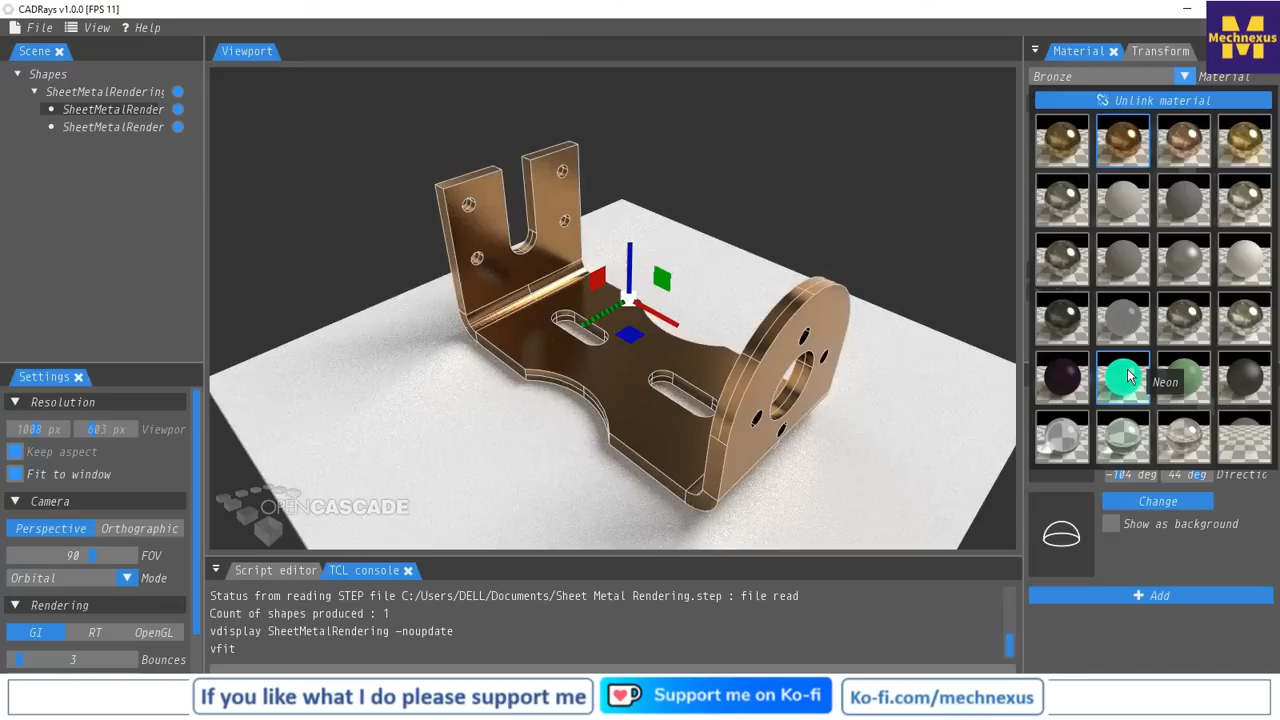 CADRays v1.0.0 [FPS 11]
File View Help
Mechnexus
Scene
Shapes
SheetMetalRendering
SheetMetalRender
SheetMetalRender
Viewport
Material Transform
Bronze Material
Unlink material
Neon
-104 deg 44 deg Directio
Change
Show as background
Add
Settings
Resolution
1008 px 603 px Viewpor
Keep aspect
Fit to window
Camera
Perspective Orthographic
90 FOV
Orbital Mode
Rendering
GI RT OpenGL
3 Bounces
OPENCASCADE
Script editor TCL console
Status from reading STEP file C:/Users/DELL/Documents/Sheet Metal Rendering.step : file read
Count of shapes produced : 1
vdisplay SheetMetalRendering -noupdate
vfit
If you like what I do please support me
Support me on Ko-fi
Ko-fi.com/mechnexus